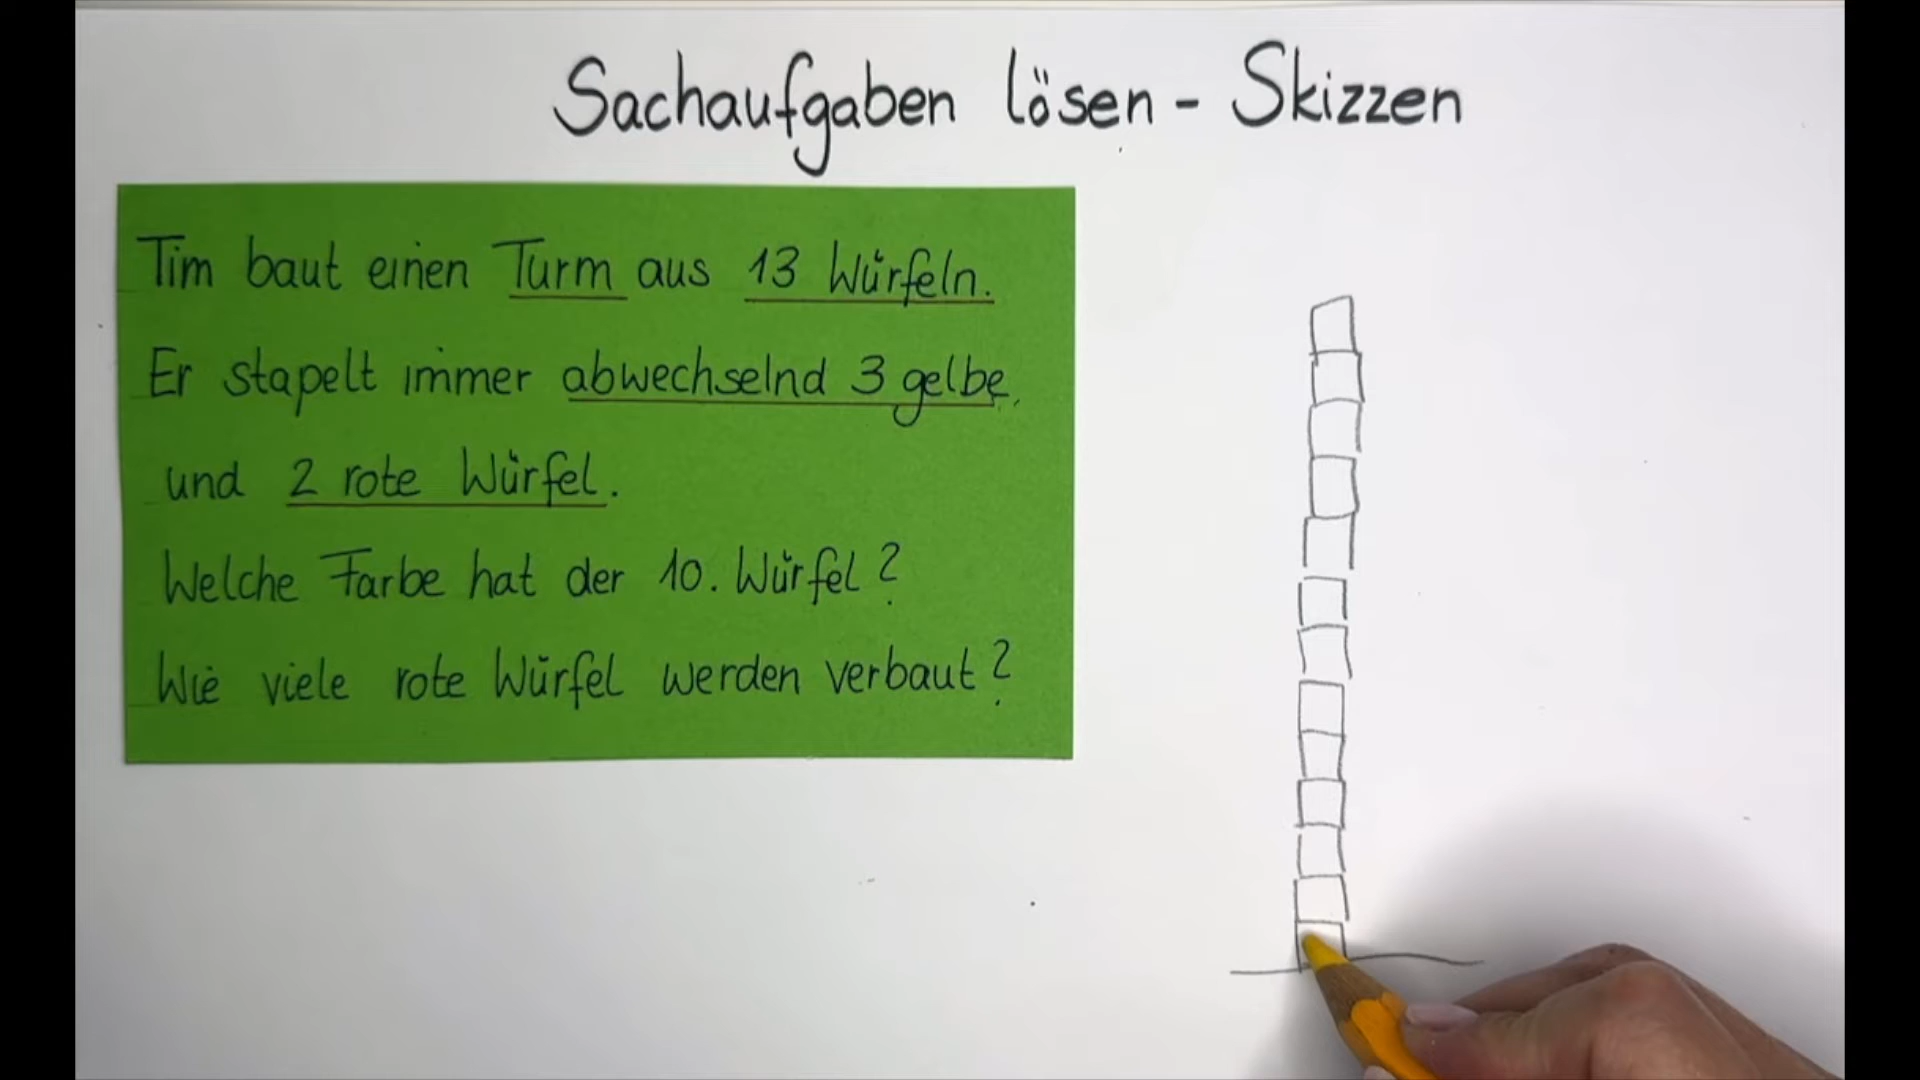 Sachaufgaben lösen - Skizzen
Tim baut einen Turm aus 13 Würfeln.
Er stapelt immer abwechselnd 3 gelbe
und 2 rote Würfel.
Welche Farbe hat der 10. Würfel?
Wie viele rote Würfel werden verbaut?